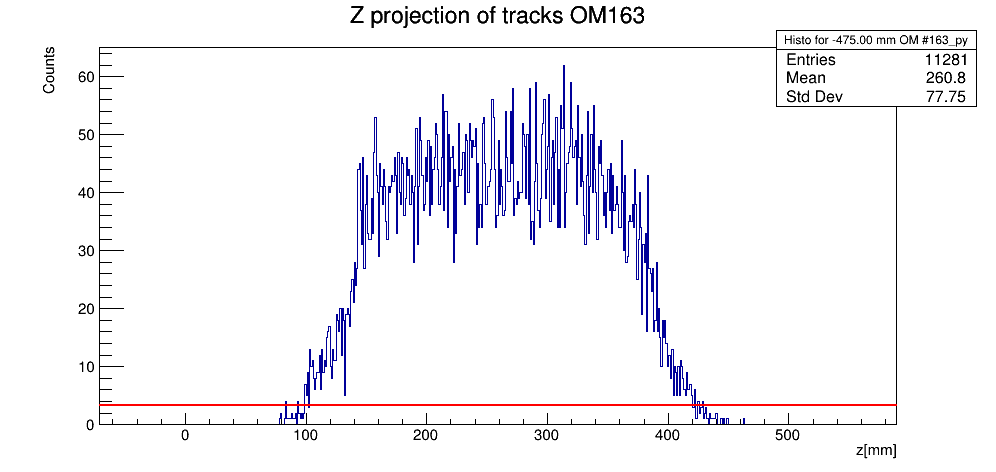 Z projection of tracks OM163
Histo for -475.00 mm OM #163_py
Entries 11281
Mean 260.8
Std Dev 77.75
Counts
60
50
40
30
20
10
0
0 100 200 300 400 500
z[mm]